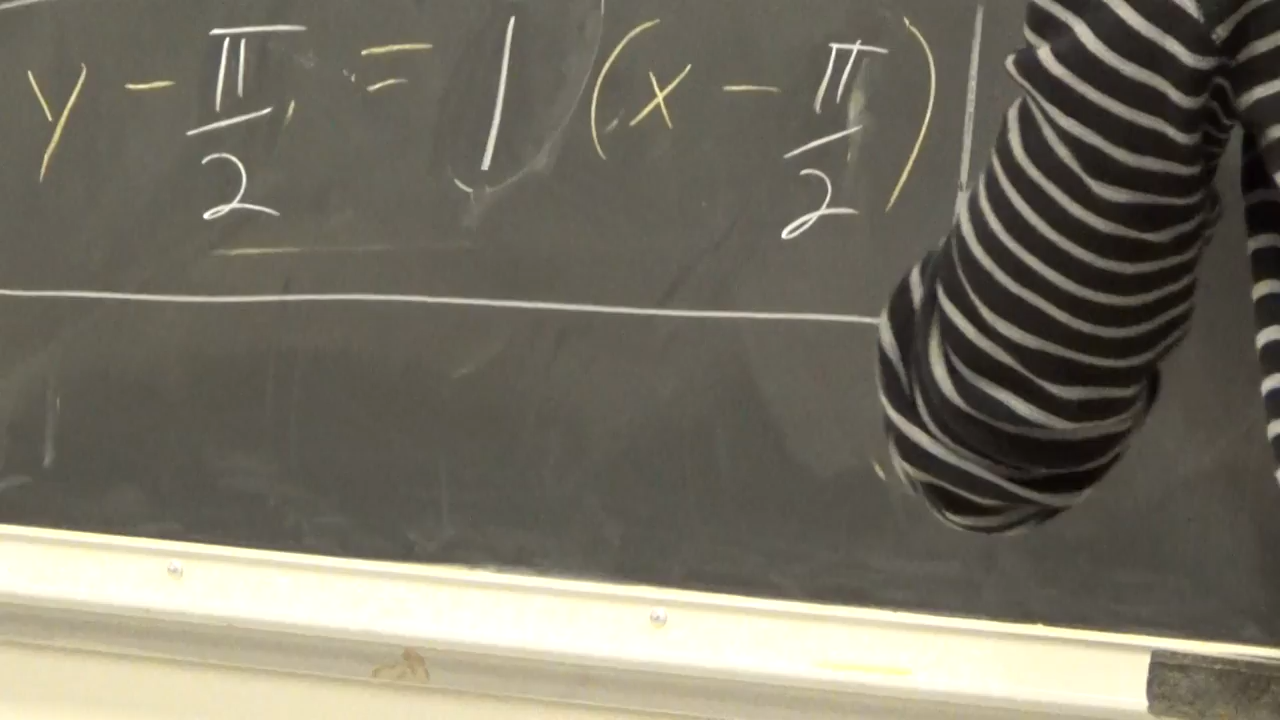 y - π/2 = 1 (x - π/2)